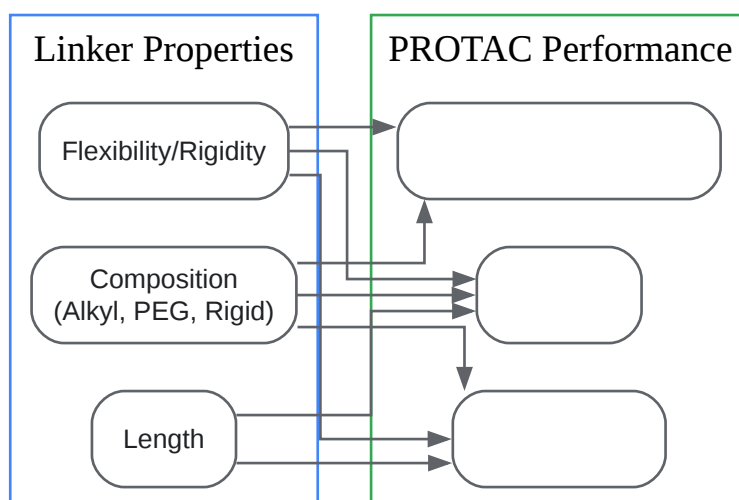 Linker Properties
PROTAC Performance
Flexibility/Rigidity
Composition
(Alkyl, PEG, Rigid)
Length